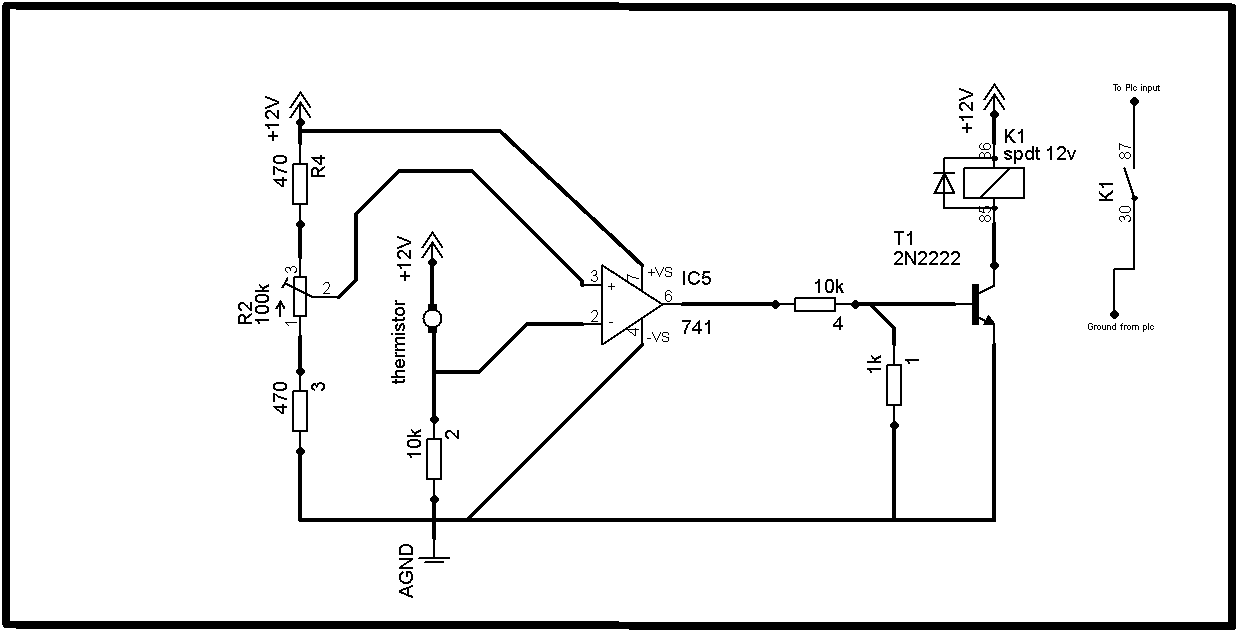 +12V
470
R4
3
2
R2
100k
1
470
3
+12V
thermistor
10k
2
AGND
3
+
2
-
7
+VS
6
4
-VS
IC5
741
10k
4
1k
1
+12V
86
K1
spdt 12v
85
T1
2N2222
To Plc input
87
K1
30
Ground from plc